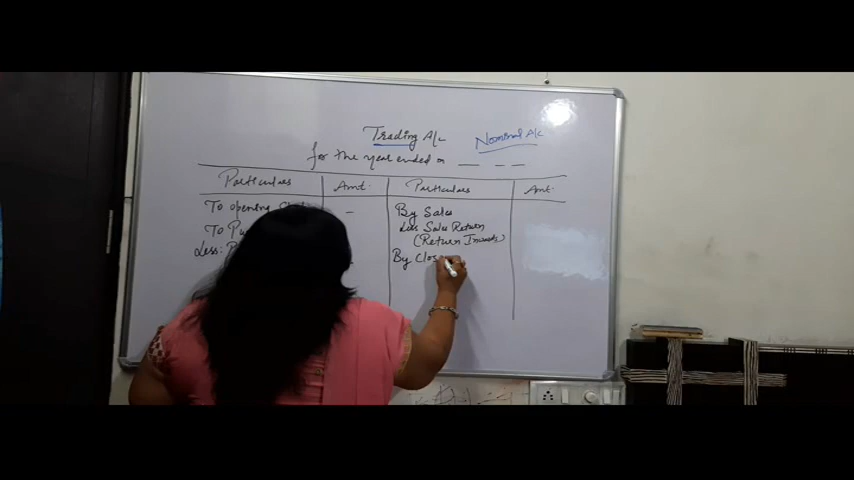 Trading A/c
Nominal A/c
for the year ended on
Particulars Amt: Particulars Amt:
To opening
By Sales
To
Less Sales Return
Less:
(Return Inwards)
By Clos